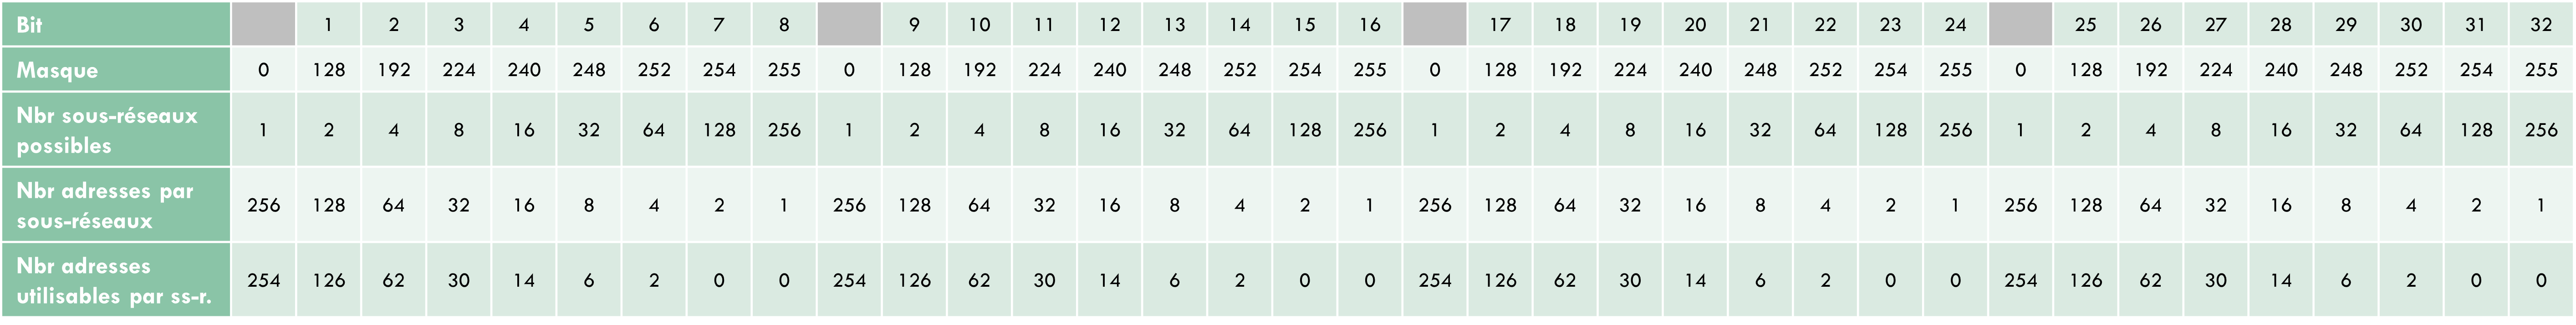 Bit 1 2 3 4 5 6 7 8 9 10 11 12 13 14 15 16 17 18 19 20 21 22 23 24 25 26 27 28 29 30 31 32
Masque 0 128 192 224 240 248 252 254 255 0 128 192 224 240 248 252 254 255 0 128 192 224 240 248 252 254 255 0 128 192 224 240 248 252 254 255
Nbr sous-réseaux
possibles 1 2 4 8 16 32 64 128 256 1 2 4 8 16 32 64 128 256 1 2 4 8 16 32 64 128 256 1 2 4 8 16 32 64 128 256
Nbr adresses par
sous-réseaux 256 128 64 32 16 8 4 2 1 256 128 64 32 16 8 4 2 1 256 128 64 32 16 8 4 2 1 256 128 64 32 16 8 4 2 1
Nbr adresses
utilisables par ss-r. 254 126 62 30 14 6 2 0 0 254 126 62 30 14 6 2 0 0 254 126 62 30 14 6 2 0 0 254 126 62 30 14 6 2 0 0